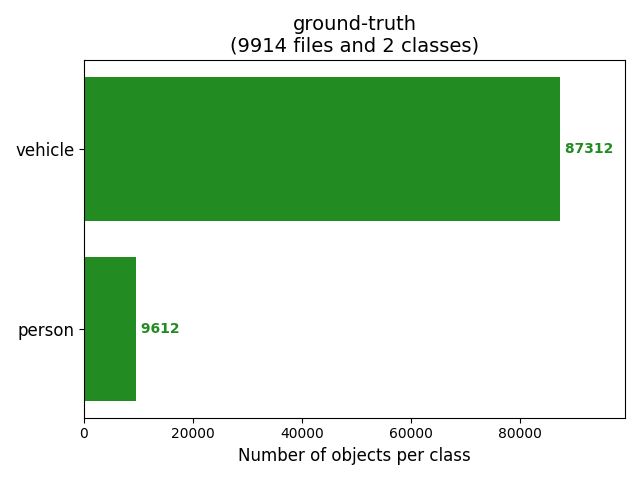 ground-truth
(9914 files and 2 classes)
vehicle
87312
person
9612
0 20000 40000 60000 80000
Number of objects per class